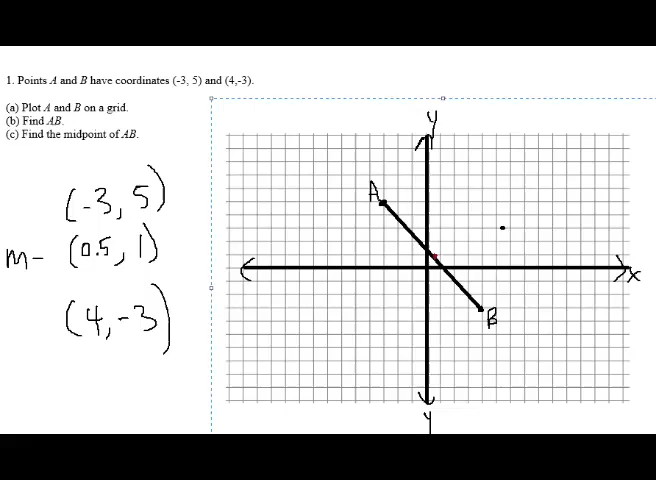 1. Points A and B have coordinates (-3, 5) and (4,-3).
(a) Plot A and B on a grid.
(b) Find AB.
(c) Find the midpoint of AB.
(-3, 5)
m- (0.5, 1)
(4, -3)
y
A
x
B
y